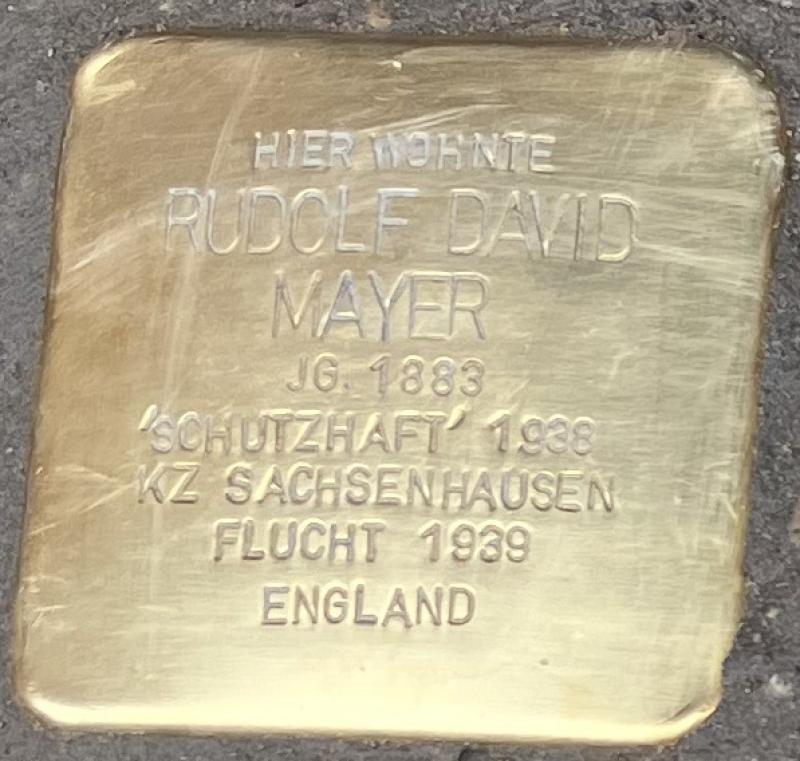 HIER WOHNTE
RUDOLF DAVID
MAYER
JG. 1883
'SCHUTZHAFT' 1938
KZ SACHSENHAUSEN
FLUCHT 1939
ENGLAND